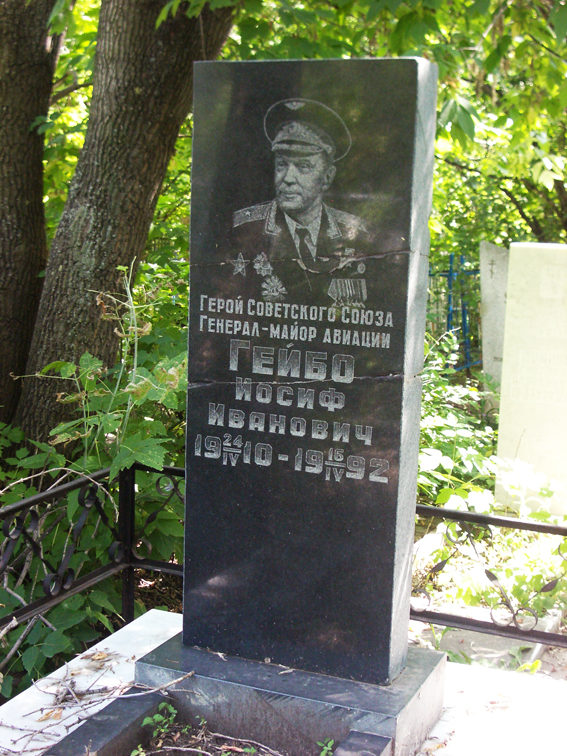 Герой Советского Союза
Генерал-майор авиации
Гейбо
Иосиф
Иванович
19 24/IV 10 - 19 16/IV 92